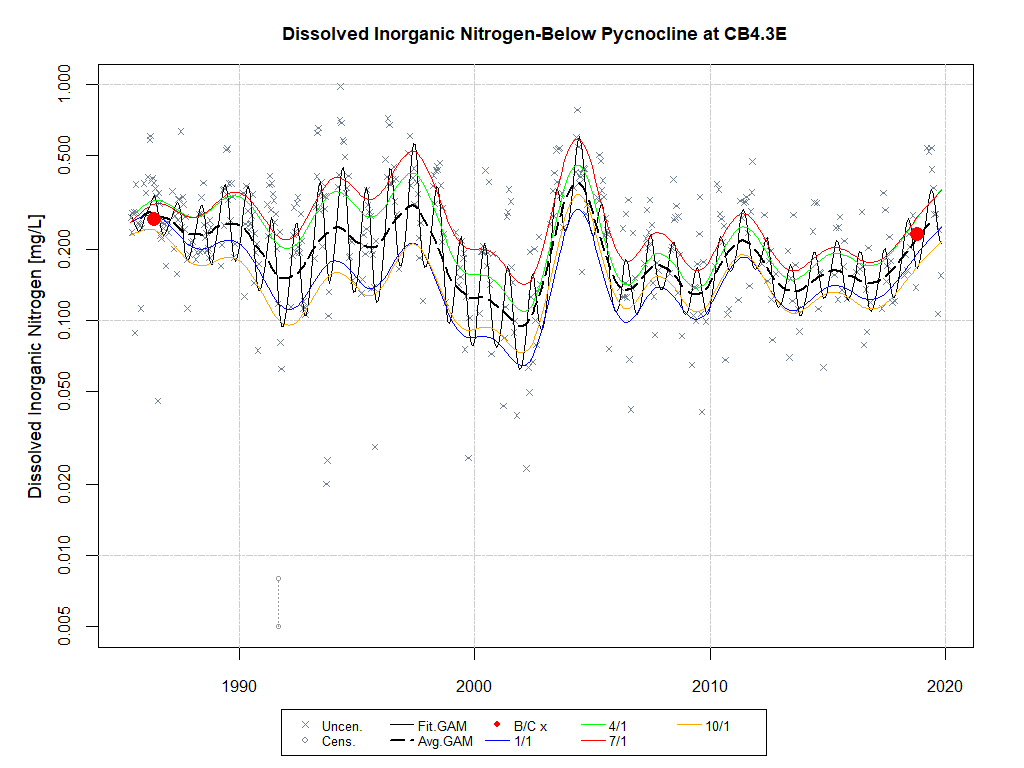 Dissolved Inorganic Nitrogen-Below Pycnocline at CB4.3E
Dissolved Inorganic Nitrogen [mg/L]
1.000
0.500
0.200
0.100
0.050
0.020
0.010
0.005
1990 2000 2010 2020
Uncen. Fit.GAM B/C x 4/1 10/1
Cens. Avg.GAM 1/1 7/1